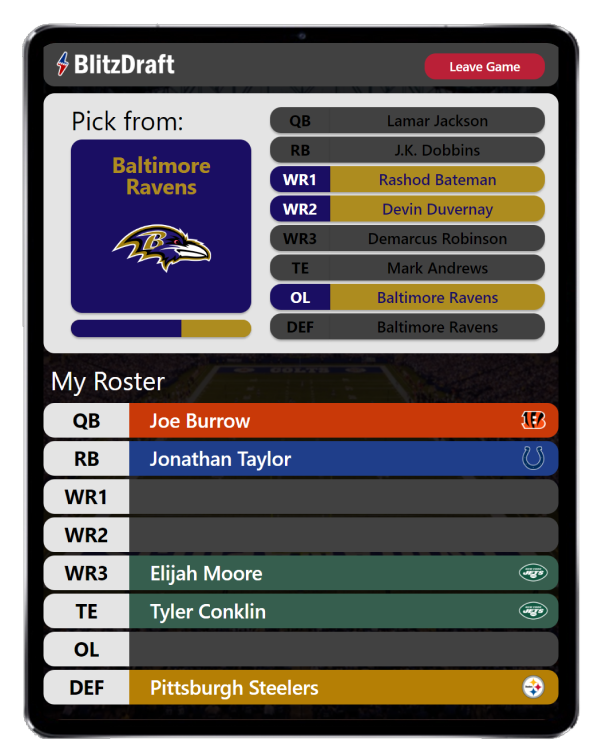 BlitzDraft
Leave Game
Pick from:
Baltimore
Ravens
B
QB Lamar Jackson
RB J.K. Dobbins
WR1 Rashod Bateman
WR2 Devin Duvernay
WR3 Demarcus Robinson
TE Mark Andrews
OL Baltimore Ravens
DEF Baltimore Ravens
My Roster
QB Joe Burrow
RB Jonathan Taylor
WR1
WR2
WR3 Elijah Moore JETS
TE Tyler Conklin JETS
OL
DEF Pittsburgh Steelers